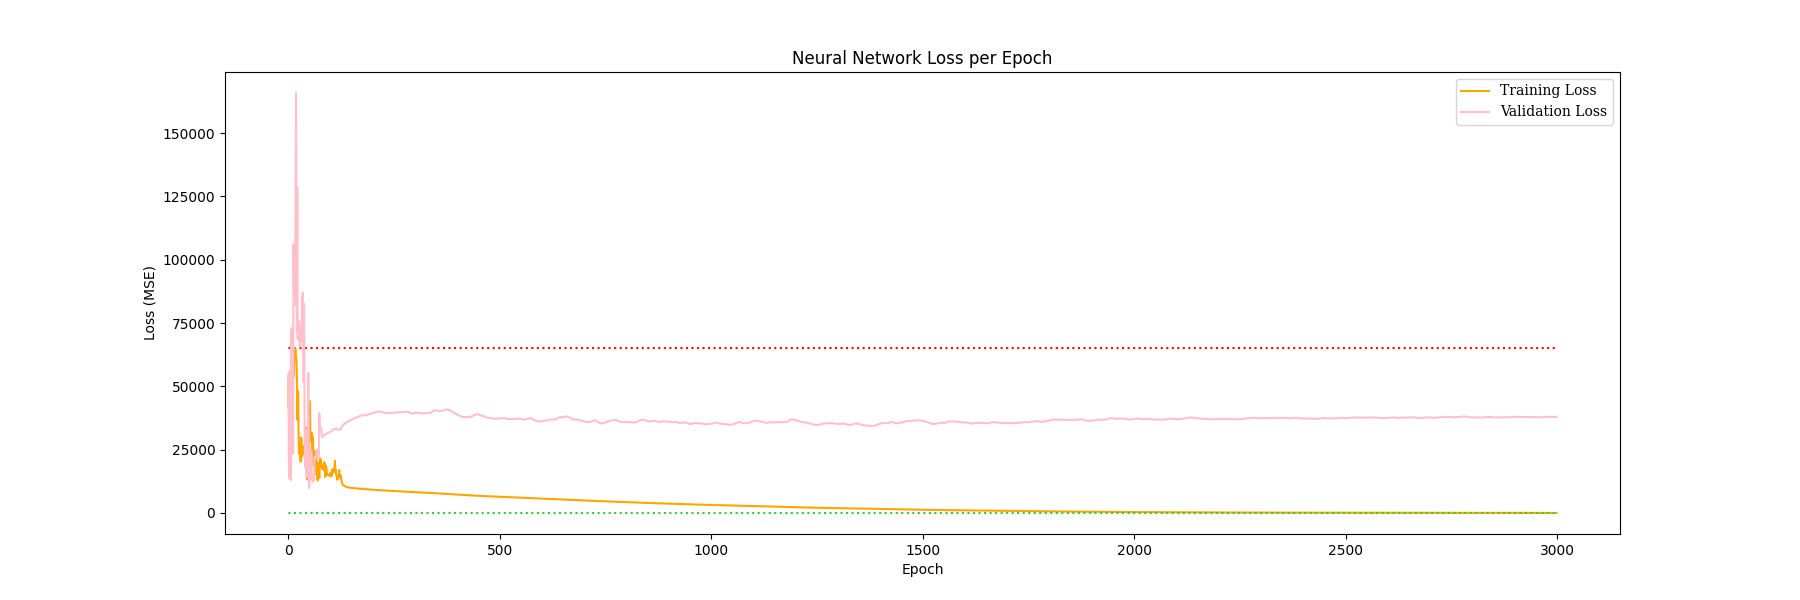 Neural Network Loss per Epoch
Training Loss
Validation Loss
150000
125000
100000
75000
50000
25000
0
Loss (MSE)
0 500 1000 1500 2000 2500 3000
Epoch